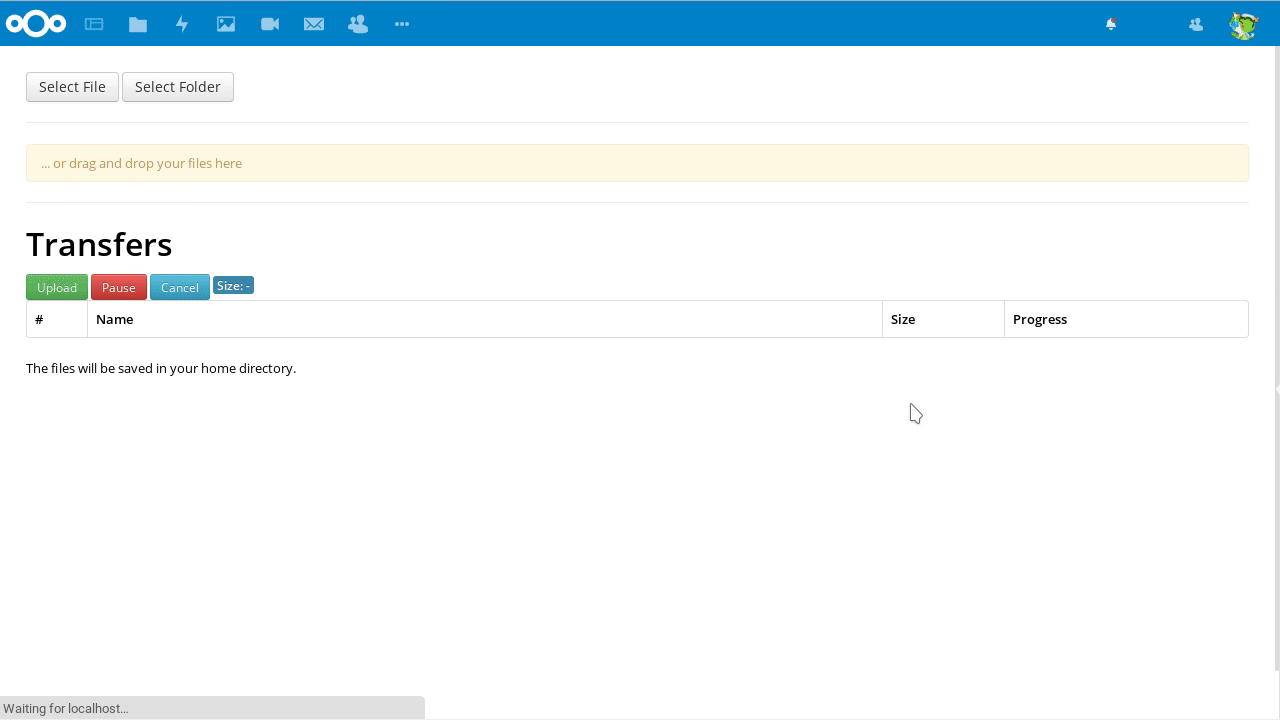 Select File Select Folder
... or drag and drop your files here
Transfers
Upload Pause Cancel Size: -
# Name Size Progress
The files will be saved in your home directory.
Waiting for localhost...